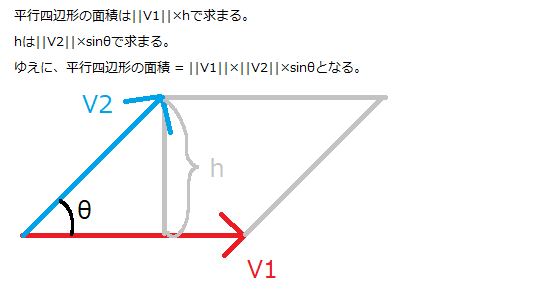 平行四辺形の面積は||V1||×hで求まる。
hは||V2||×sinθで求まる。
ゆえに、平行四辺形の面積 = ||V1||×||V2||×sinθとなる。
V2
h
θ
V1